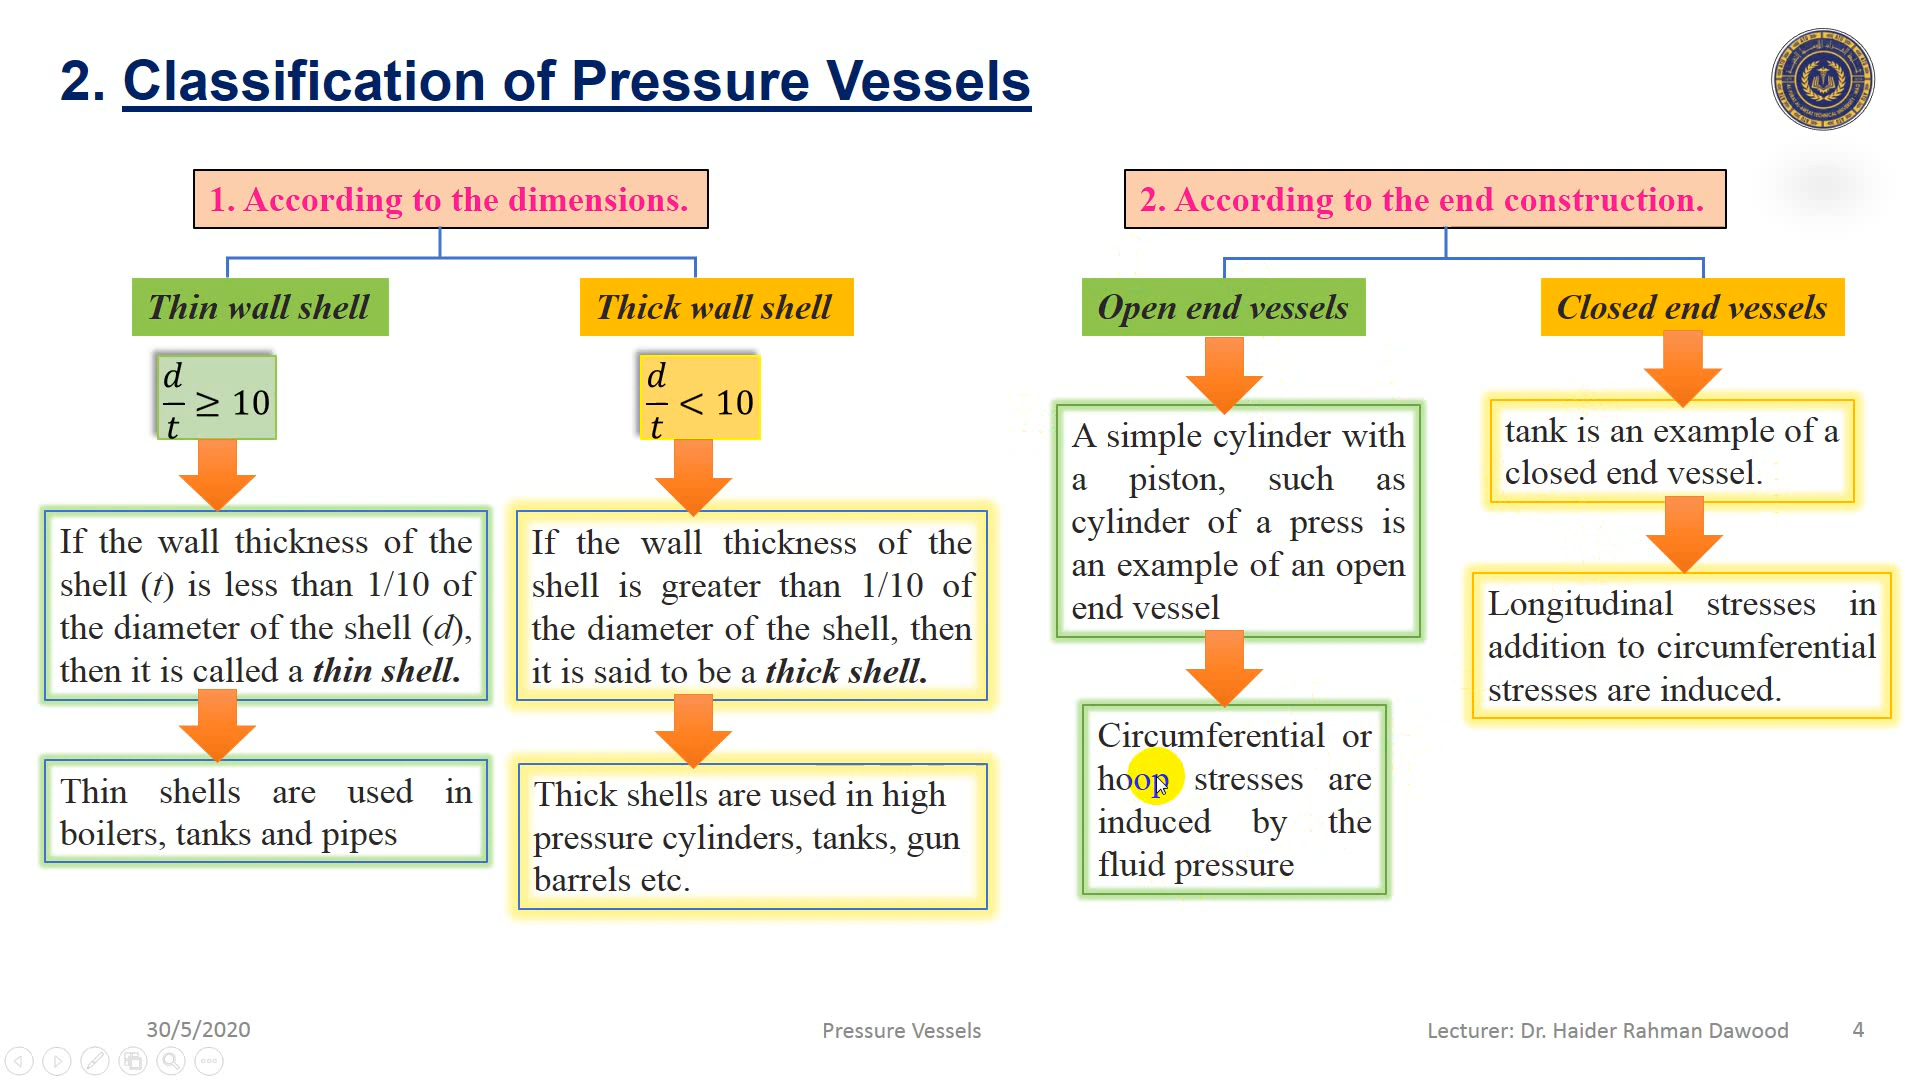 2. Classification of Pressure Vessels
1. According to the dimensions.
Thin wall shell
d/t ≥ 10
If the wall thickness of the
shell (t) is less than 1/10 of
the diameter of the shell (d),
then it is called a thin shell.
Thin shells are used in
boilers, tanks and pipes
Thick wall shell
d/t < 10
If the wall thickness of the
shell is greater than 1/10 of
the diameter of the shell, then
it is said to be a thick shell.
Thick shells are used in high
pressure cylinders, tanks, gun
barrels etc.
2. According to the end construction.
Open end vessels
A simple cylinder with
a piston, such as
cylinder of a press is
an example of an open
end vessel
Circumferential or
hoop stresses are
induced by the
fluid pressure
Closed end vessels
tank is an example of a
closed end vessel.
Longitudinal stresses in
addition to circumferential
stresses are induced.
30/5/2020
Pressure Vessels
Lecturer: Dr. Haider Rahman Dawood
4